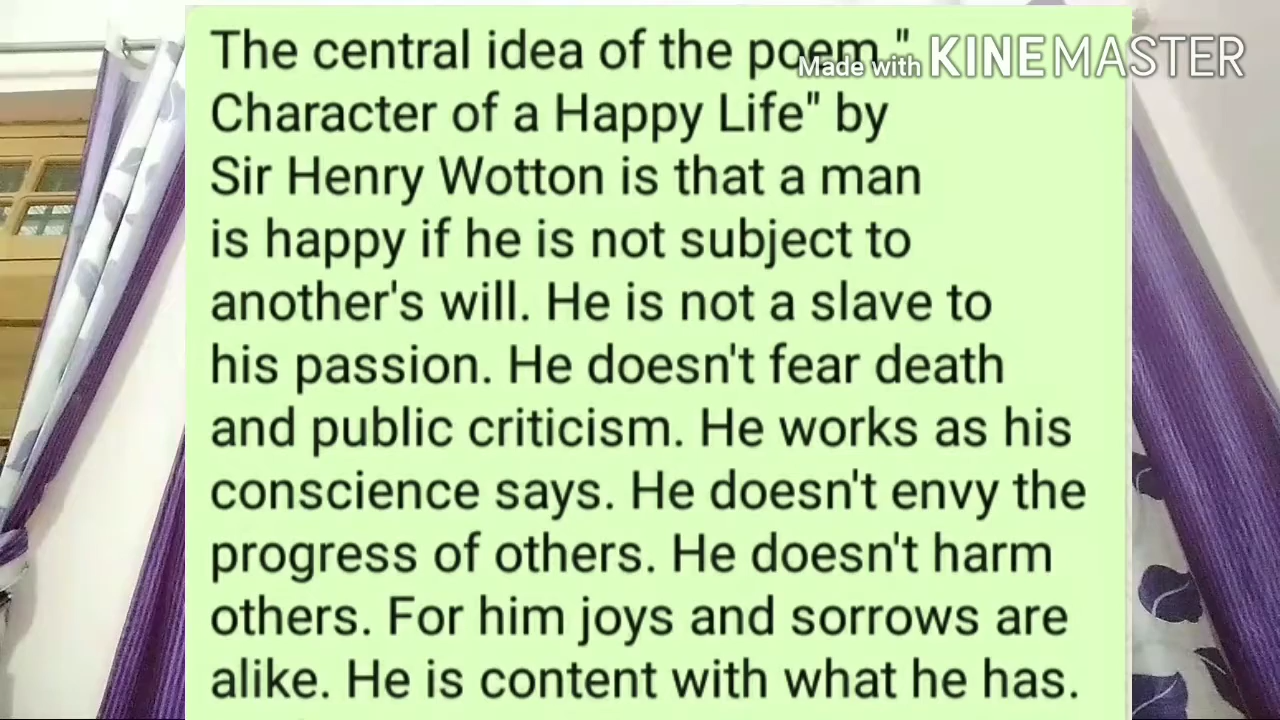 The central idea of the poem "
Made with KINEMASTER
Character of a Happy Life" by
Sir Henry Wotton is that a man
is happy if he is not subject to
another's will. He is not a slave to
his passion. He doesn't fear death
and public criticism. He works as his
conscience says. He doesn't envy the
progress of others. He doesn't harm
others. For him joys and sorrows are
alike. He is content with what he has.